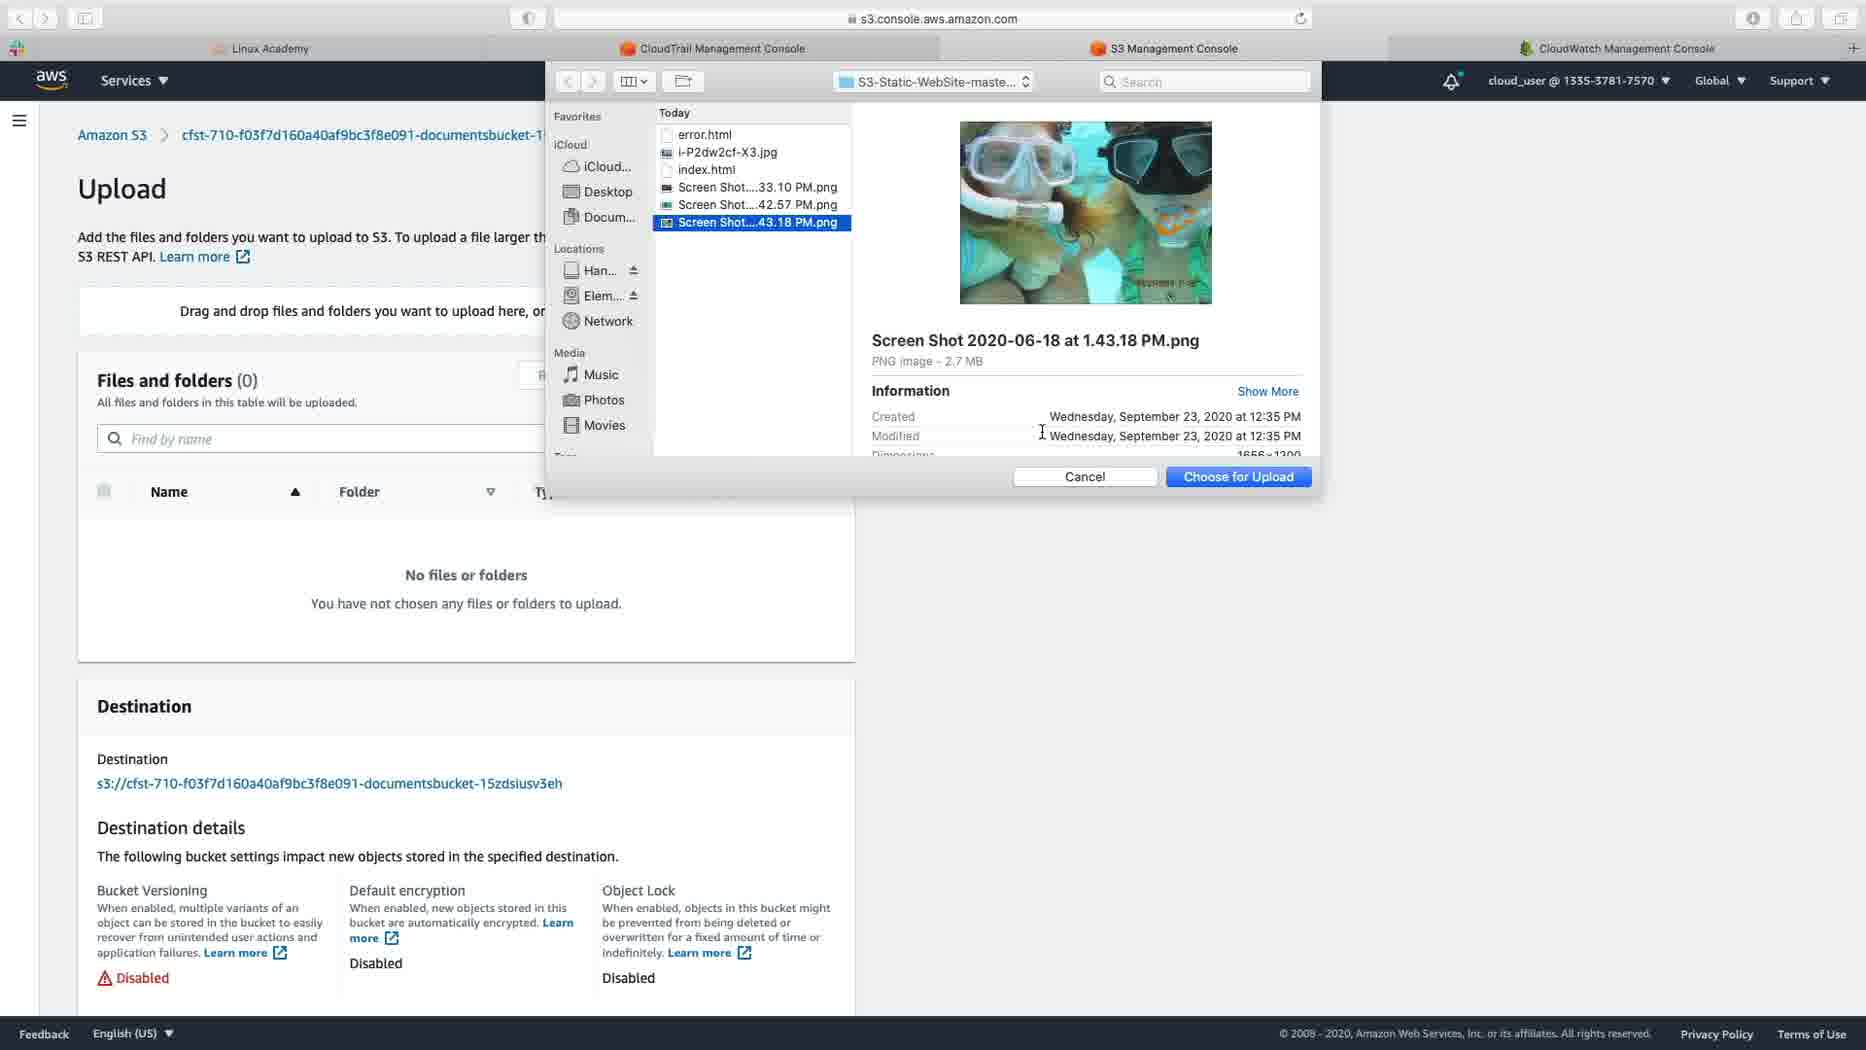 s3.console.aws.amazon.com
Linux Academy
CloudTrail Management Console
S3 Management Console
CloudWatch Management Console
aws
Services
cloud_user @ 1335-3781-7570
Global
Support
S3-Static-WebSite-maste...
Search
Favorites
iCloud
iCloud...
Desktop
Docum...
Locations
Han...
Elem...
Network
Media
Music
Photos
Movies
Today
error.html
i-P2dw2cf-X3.jpg
index.html
Screen Shot....33.10 PM.png
Screen Shot....42.57 PM.png
Screen Shot....43.18 PM.png
Screen Shot 2020-06-18 at 1.43.18 PM.png
PNG image - 2.7 MB
Information
Show More
Created
Wednesday, September 23, 2020 at 12:35 PM
Modified
Wednesday, September 23, 2020 at 12:35 PM
Cancel
Choose for Upload
Amazon S3
cfst-710-f03f7d160a40af9bc3f8e091-documentsbucket-1
Upload
Add the files and folders you want to upload to S3. To upload a file larger th
S3 REST API. Learn more
Drag and drop files and folders you want to upload here, or
Files and folders (0)
All files and folders in this table will be uploaded.
Find by name
Name
Folder
No files or folders
You have not chosen any files or folders to upload.
Destination
Destination
s3://cfst-710-f03f7d160a40af9bc3f8e091-documentsbucket-15zdsiusv3eh
Destination details
The following bucket settings impact new objects stored in the specified destination.
Bucket Versioning
When enabled, multiple variants of an
object can be stored in the bucket to easily
recover from unintended user actions and
application failures. Learn more
Disabled
Default encryption
When enabled, new objects stored in this
bucket are automatically encrypted. Learn
more
Disabled
Object Lock
When enabled, objects in this bucket might
be prevented from being deleted or
overwritten for a fixed amount of time or
indefinitely. Learn more
Disabled
Feedback
English (US)
© 2008 - 2020, Amazon Web Services, Inc. or its affiliates. All rights reserved.
Privacy Policy
Terms of Use